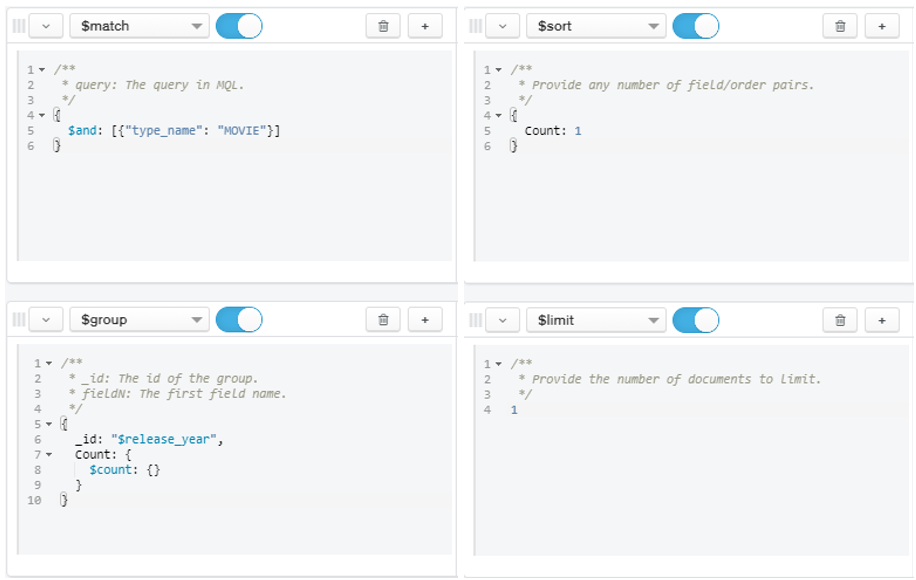 $match
+
1 /**
2  * query: The query in MQL.
3  */
4 {
5   $and: [{"type_name": "MOVIE"}]
6 }
$sort
+
1 /**
2  * Provide any number of field/order pairs.
3  */
4 {
5   Count: 1
6 }
$group
+
1 /**
2  * _id: The id of the group.
3  * fieldN: The first field name.
4  */
5 {
6   _id: "$release_year",
7   Count: {
8     $count: {}
9   }
10 }
$limit
+
1 /**
2  * Provide the number of documents to limit.
3  */
4 1